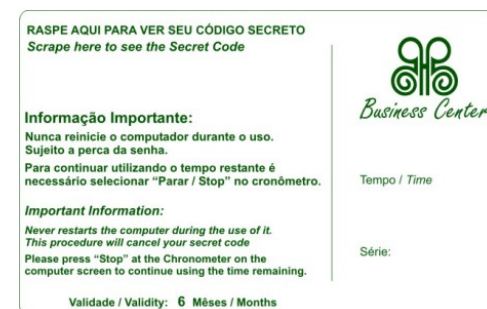 RASPE AQUI PARA VER SEU CÓDIGO SECRETO
Scrape here to see the Secret Code
Informação Importante:
Nunca reinicie o computador durante o uso.
Sujeito a perca da senha.
Para continuar utilizando o tempo restante é
necessário selecionar “Parar / Stop” no cronômetro.
Important Information:
Never restarts the computer during the use of it.
This procedure will cancel your secret code
Please press “Stop” at the Chronometer on the
computer screen to continue using the time remaining.
Validade / Validity: 6 Mêses / Months
Business Center
Tempo / Time
Série: